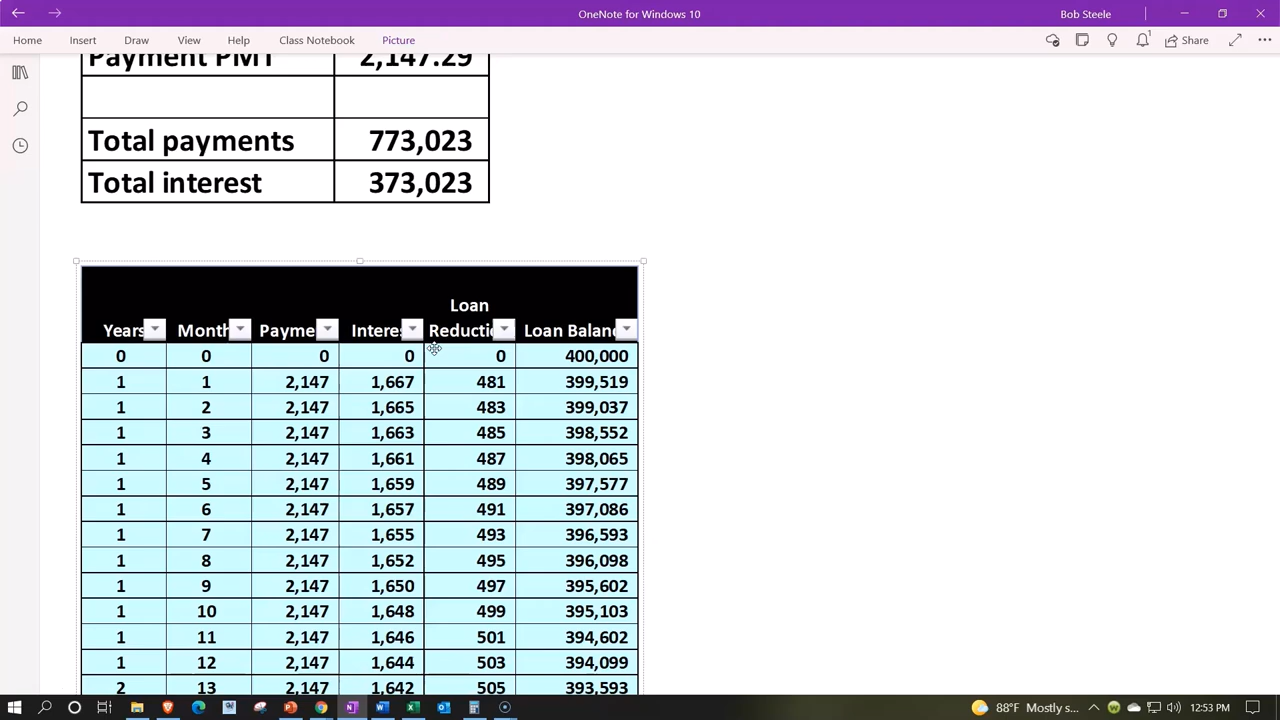 OneNote for Windows 10
Bob Steele
Home Insert Draw View Help Class Notebook Picture
Share
Payment PMT 2,147.29
Total payments 773,023
Total interest 373,023
Loan
Years Month Payme Interes Reductio Loan Balanc
0 0 0 0 0 400,000
1 1 2,147 1,667 481 399,519
1 2 2,147 1,665 483 399,037
1 3 2,147 1,663 485 398,552
1 4 2,147 1,661 487 398,065
1 5 2,147 1,659 489 397,577
1 6 2,147 1,657 491 397,086
1 7 2,147 1,655 493 396,593
1 8 2,147 1,652 495 396,098
1 9 2,147 1,650 497 395,602
1 10 2,147 1,648 499 395,103
1 11 2,147 1,646 501 394,602
1 12 2,147 1,644 503 394,099
2 13 2,147 1,642 505 393,593
88°F Mostly s... 12:53 PM